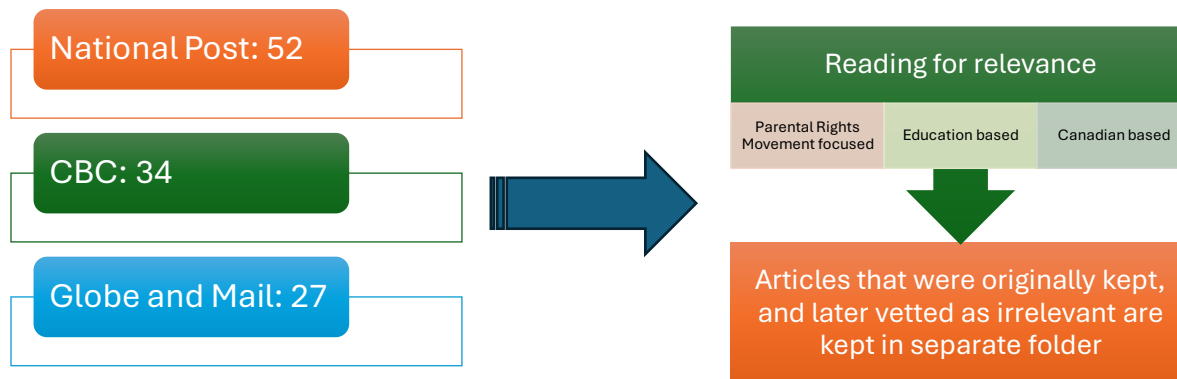 National Post: 52
CBC: 34
Globe and Mail: 27
Reading for relevance
Parental Rights
Movement focused
Education based
Canadian based
Articles that were originally kept,
and later vetted as irrelevant are
kept in separate folder